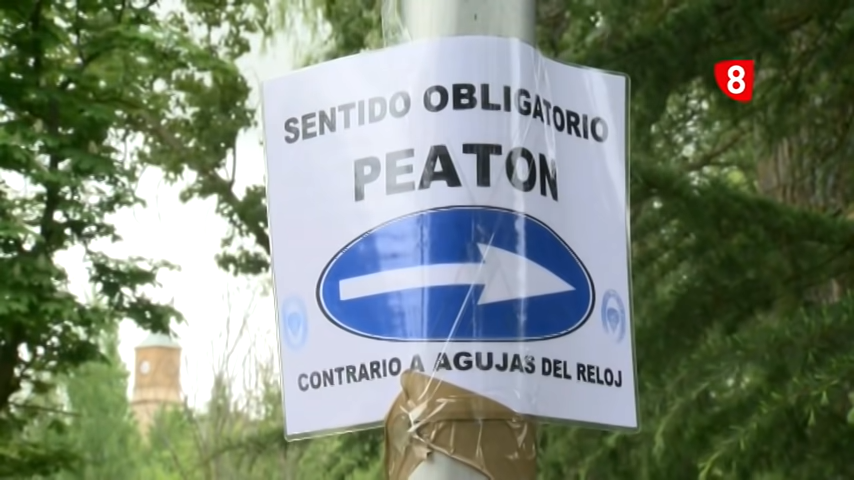 8
SENTIDO OBLIGATORIO
PEATON
CONTRARIO A AGUJAS DEL RELOJ